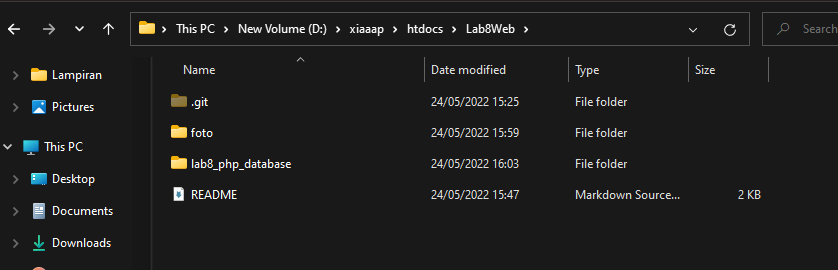 This PC > New Volume (D:) > xiaaap > htdocs > Lab8Web >
Search
Name Date modified Type Size
Lampiran
Pictures
This PC
Desktop
Documents
Downloads
.git 24/05/2022 15:25 File folder
foto 24/05/2022 15:59 File folder
lab8_php_database 24/05/2022 16:03 File folder
README 24/05/2022 15:47 Markdown Source... 2 KB